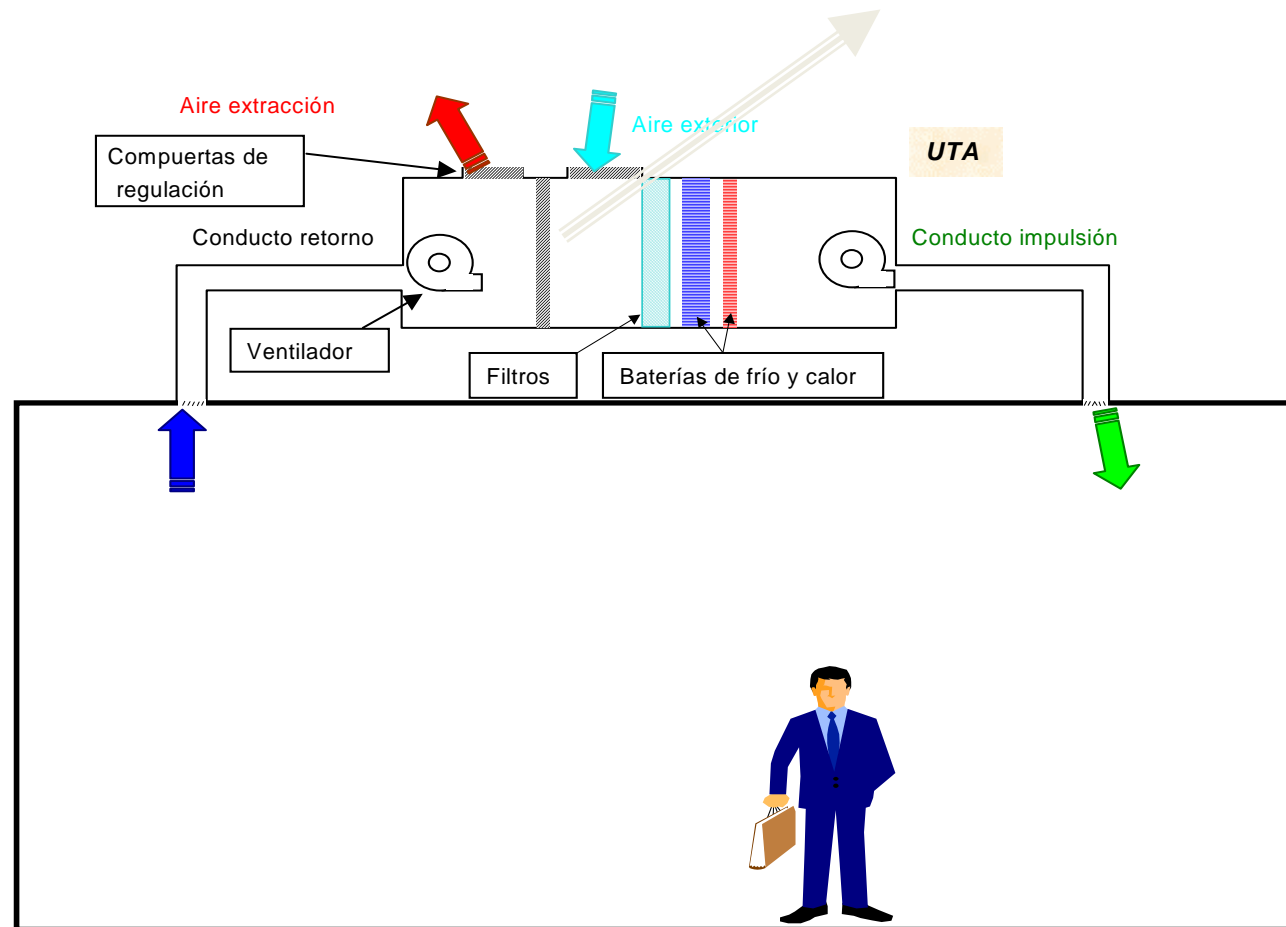 Aire extracción
Aire exterior
UTA
Compuertas de
regulación
Conducto retorno
Conducto impulsión
Ventilador
Filtros
Baterías de frío y calor